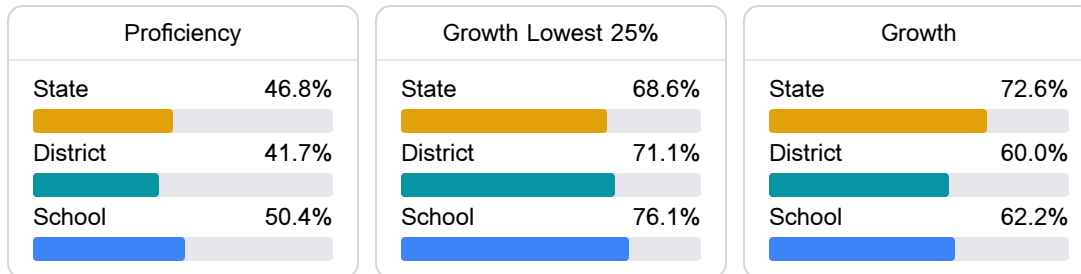 Proficiency
State 46.8%
District 41.7%
School 50.4%
Growth Lowest 25%
State 68.6%
District 71.1%
School 76.1%
Growth
State 72.6%
District 60.0%
School 62.2%